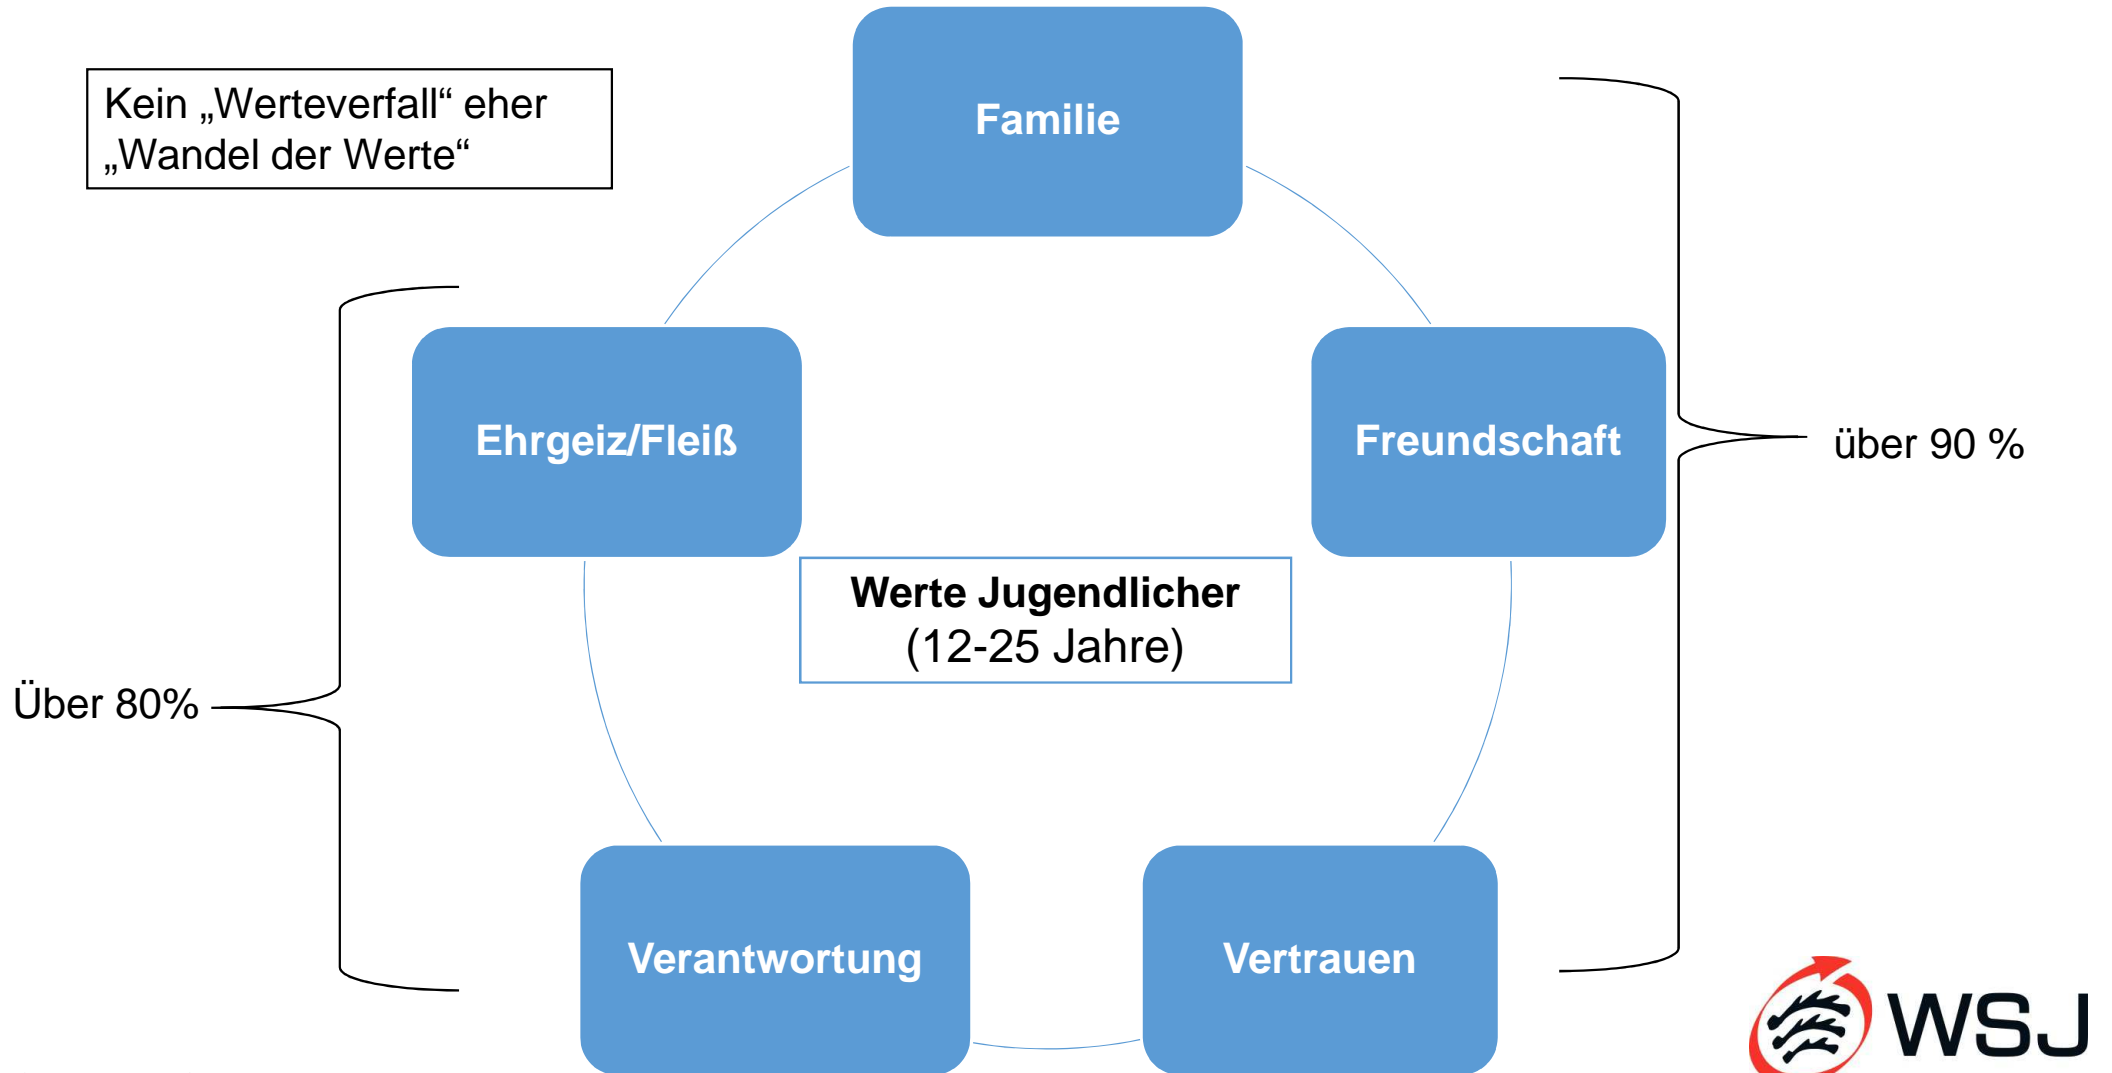 Kein „Werteverfall“ eher
„Wandel der Werte“
Familie
Ehrgeiz/Fleiß
Freundschaft
über 90 %
Werte Jugendlicher
(12-25 Jahre)
Über 80%
Verantwortung
Vertrauen
WSJ